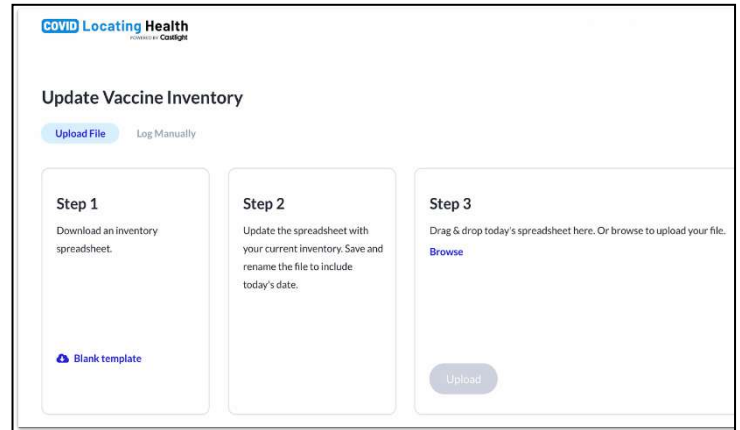 COVID Locating Health
POWERED BY Castlight
Update Vaccine Inventory
Upload File Log Manually
Step 1
Download an inventory
spreadsheet.
Blank template
Step 2
Update the spreadsheet with
your current inventory. Save and
rename the file to include
today's date.
Step 3
Drag & drop today's spreadsheet here. Or browse to upload your file.
Browse
Upload